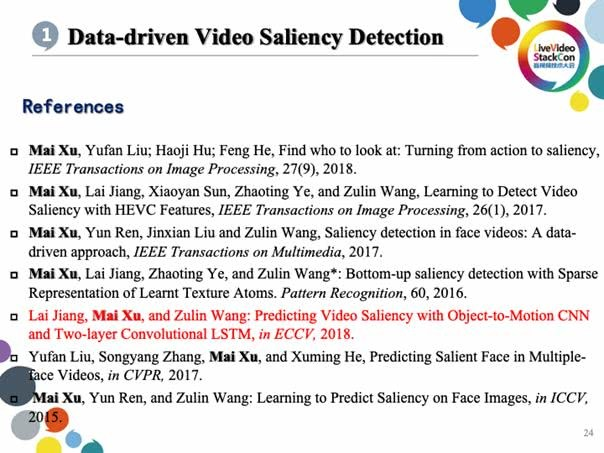 1 Data-driven Video Saliency Detection
LiveVideo
StackCon
音视频技术大会
References
Mai Xu, Yufan Liu; Haoji Hu; Feng He, Find who to look at: Turning from action to saliency,
IEEE Transactions on Image Processing, 27(9), 2018.
Mai Xu, Lai Jiang, Xiaoyan Sun, Zhaoting Ye, and Zulin Wang, Learning to Detect Video
Saliency with HEVC Features, IEEE Transactions on Image Processing, 26(1), 2017.
Mai Xu, Yun Ren, Jinxian Liu and Zulin Wang, Saliency detection in face videos: A data-
driven approach, IEEE Transactions on Multimedia, 2017.
Mai Xu, Lai Jiang, Zhaoting Ye, and Zulin Wang*: Bottom-up saliency detection with Sparse
Representation of Learnt Texture Atoms. Pattern Recognition, 60, 2016.
Lai Jiang, Mai Xu, and Zulin Wang: Predicting Video Saliency with Object-to-Motion CNN
and Two-layer Convolutional LSTM, in ECCV, 2018.
Yufan Liu, Songyang Zhang, Mai Xu, and Xuming He, Predicting Salient Face in Multiple-
face Videos, in CVPR, 2017.
Mai Xu, Yun Ren, and Zulin Wang: Learning to Predict Saliency on Face Images, in ICCV,
2015.
24